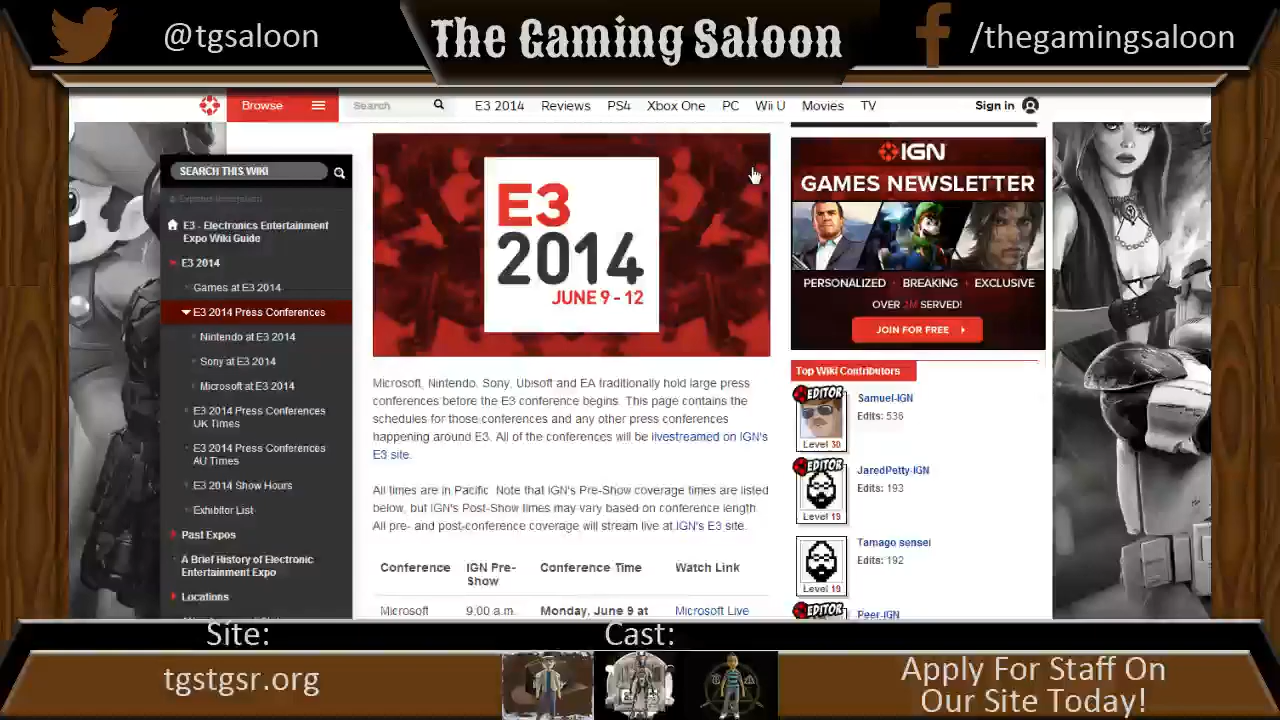 @tgsaloon
The Gaming Saloon
/thegamingsaloon
Browse
Search
E3 2014 Reviews PS4 Xbox One PC Wii U Movies TV
Sign in
SEARCH THIS WIKI
E3 - Electronics Entertainment
Expo Wiki Guide
E3 2014
Games at E3 2014
E3 2014 Press Conferences
Nintendo at E3 2014
Sony at E3 2014
Microsoft at E3 2014
E3 2014 Press Conferences
UK Times
E3 2014 Press Conferences
AU Times
E3 2014 Show Hours
Exhibitor List
Past Expos
A Brief History of Electronic
Entertainment Expo
Locations
E3
2014
JUNE 9 - 12
Microsoft, Nintendo, Sony, Ubisoft and EA traditionally hold large press
conferences before the E3 conference begins. This page contains the
schedules for those conferences and any other press conferences
happening around E3. All of the conferences will be livestreamed on IGN's
E3 site.
All times are in Pacific. Note that IGN's Pre-Show coverage times are listed
below, but IGN's Post-Show times may vary based on conference length
All pre- and post-conference coverage will stream live at IGN's E3 site.
Conference IGN Pre- Conference Time Watch Link
Show
Microsoft 9:00 a.m. Monday, June 9 at Microsoft Live
IGN
GAMES NEWSLETTER
PERSONALIZED · BREAKING · EXCLUSIVE
OVER 2M SERVED!
JOIN FOR FREE
Top Wiki Contributors
EDITOR
Samuel-IGN
Edits: 536
Level 30
EDITOR
JaredPetty-IGN
Edits: 193
Level 19
Tamago sensei
Edits: 192
Level 19
EDITOR
Peer-IGN
Site:
tgstgsr.org
Cast:
Apply For Staff On
Our Site Today!